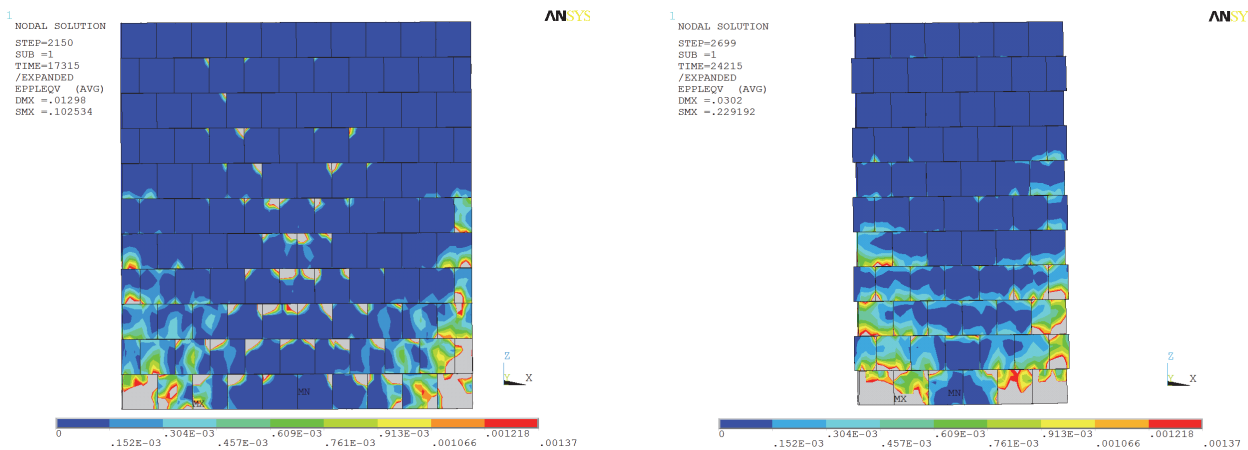 1
ANSYS
NODAL SOLUTION
STEP=2150
SUB =1
TIME=17315
/EXPANDED
EPPLEQV (AVG)
DMX =.01298
SMX =.102534
MX
MN
Z
Y
X
0
.152E-03
.304E-03
.457E-03
.609E-03
.761E-03
.913E-03
.001066
.001218
.00137
1
ANSY
NODAL SOLUTION
STEP=2699
SUB =1
TIME=24215
/EXPANDED
EPPLEQV (AVG)
DMX =.0302
SMX =.229192
MX
MN
Z
Y
X
0
.152E-03
.304E-03
.457E-03
.609E-03
.761E-03
.913E-03
.001066
.001218
.00137